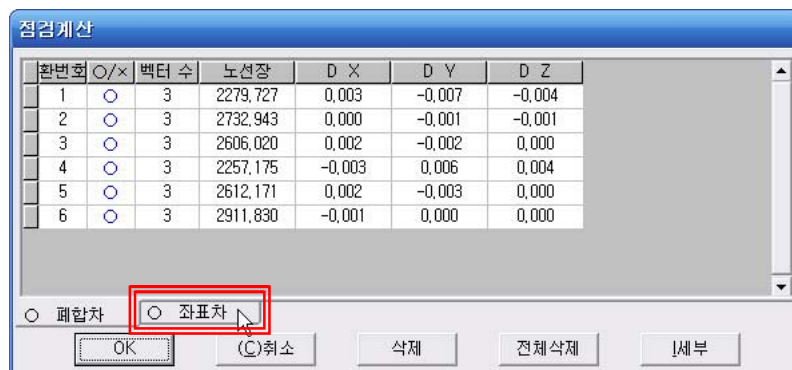 점검계산
환번호 ○/× 벡터 수 노선장 D X D Y D Z
1 ○ 3 2279,727 0,003 -0,007 -0,004
2 ○ 3 2732,943 0,000 -0,001 -0,001
3 ○ 3 2606,020 0,002 -0,002 0,000
4 ○ 3 2257,175 -0,003 0,006 0,004
5 ○ 3 2612,171 0,002 -0,003 0,000
6 ○ 3 2911,830 -0,001 0,000 0,000
○ 폐합차 ○ 좌표차
OK (C)취소 삭제 전체삭제 I세부